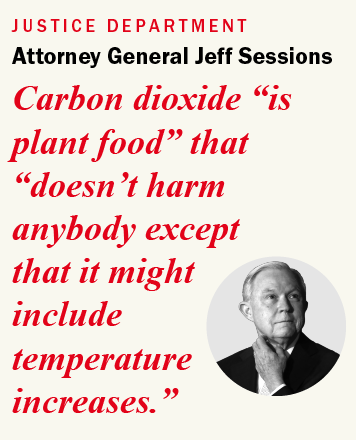 JUSTICE DEPARTMENT
Attorney General Jeff Sessions
Carbon dioxide “is
plant food” that
“doesn’t harm
anybody except
that it might
include
temperature
increases.”